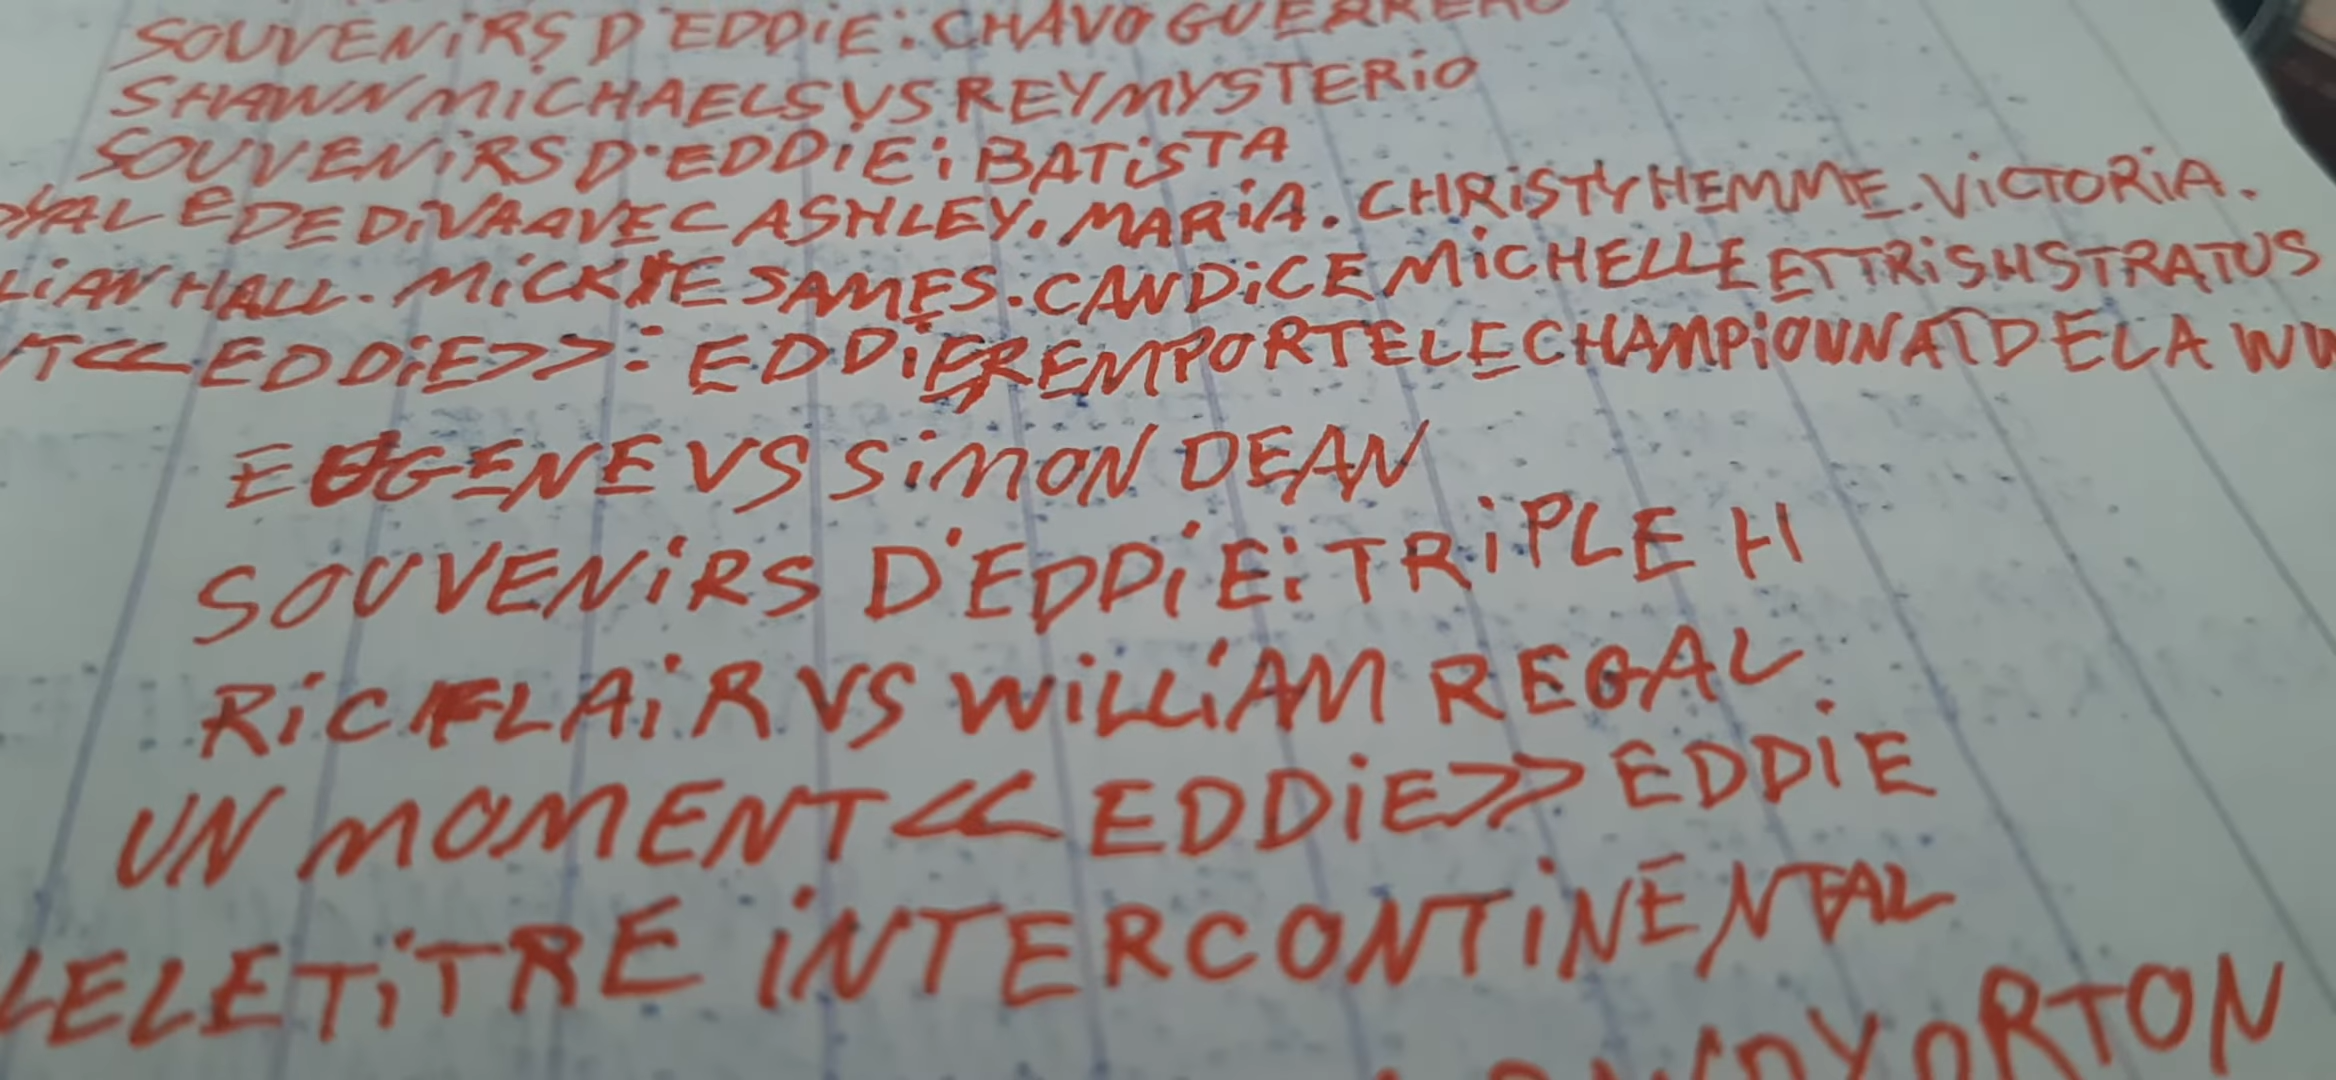 SOUVENIRS D'EDDIE: CHAVO GUERRERO
SHAWN MICHAELS VS REY MYSTERIO
SOUVENIRS D'EDDIE: BATISTA
DE DIVA AVEC ASHLEY. MARIA. CHRISTY HEMME. VICTORIA.
HALL. MICKIE JAMES. CANDICE MICHELLE ET TRISH STRATUS
<<EDDIE>>: EDDIE REMPORTE LE CHAMPIONNAT DE LA
EUGENE VS SIMON DEAN
SOUVENIRS D'EDDIE: TRIPLE H
RIC FLAIR VS WILLIAM REGAL
UN MOMENT <<EDDIE>> EDDIE
LE TITRE INTERCONTINENTAL
ORTON